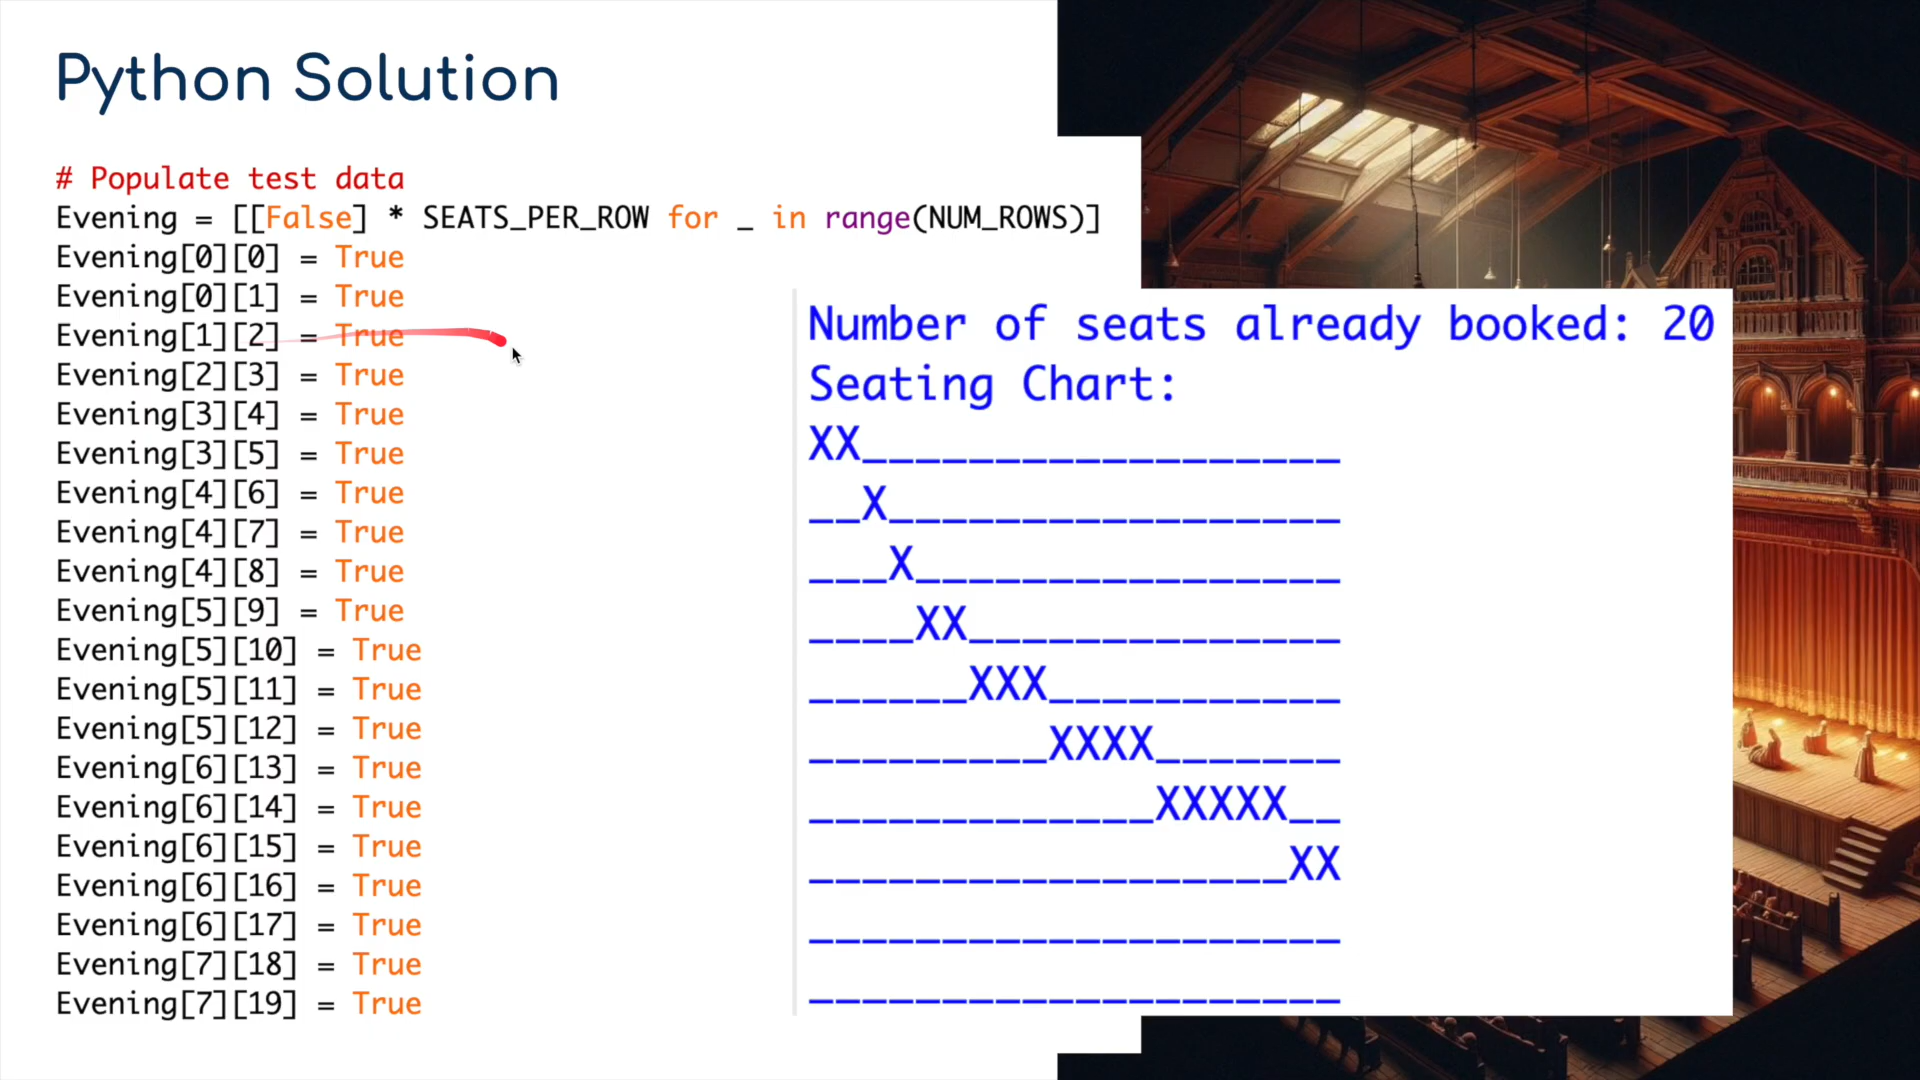 Python Solution
# Populate test data
Evening = [[False] * SEATS_PER_ROW for _ in range(NUM_ROWS)]
Evening[0][0] = True
Evening[0][1] = True
Evening[1][2] = True
Evening[2][3] = True
Evening[3][4] = True
Evening[3][5] = True
Evening[4][6] = True
Evening[4][7] = True
Evening[4][8] = True
Evening[5][9] = True
Evening[5][10] = True
Evening[5][11] = True
Evening[5][12] = True
Evening[6][13] = True
Evening[6][14] = True
Evening[6][15] = True
Evening[6][16] = True
Evening[6][17] = True
Evening[7][18] = True
Evening[7][19] = True
Number of seats already booked: 20
Seating Chart:
XX__________________
__X_________________
___X________________
____XX______________
______XXX___________
_________XXXX_______
_____________XXXXX__
__________________XX
____________________
____________________